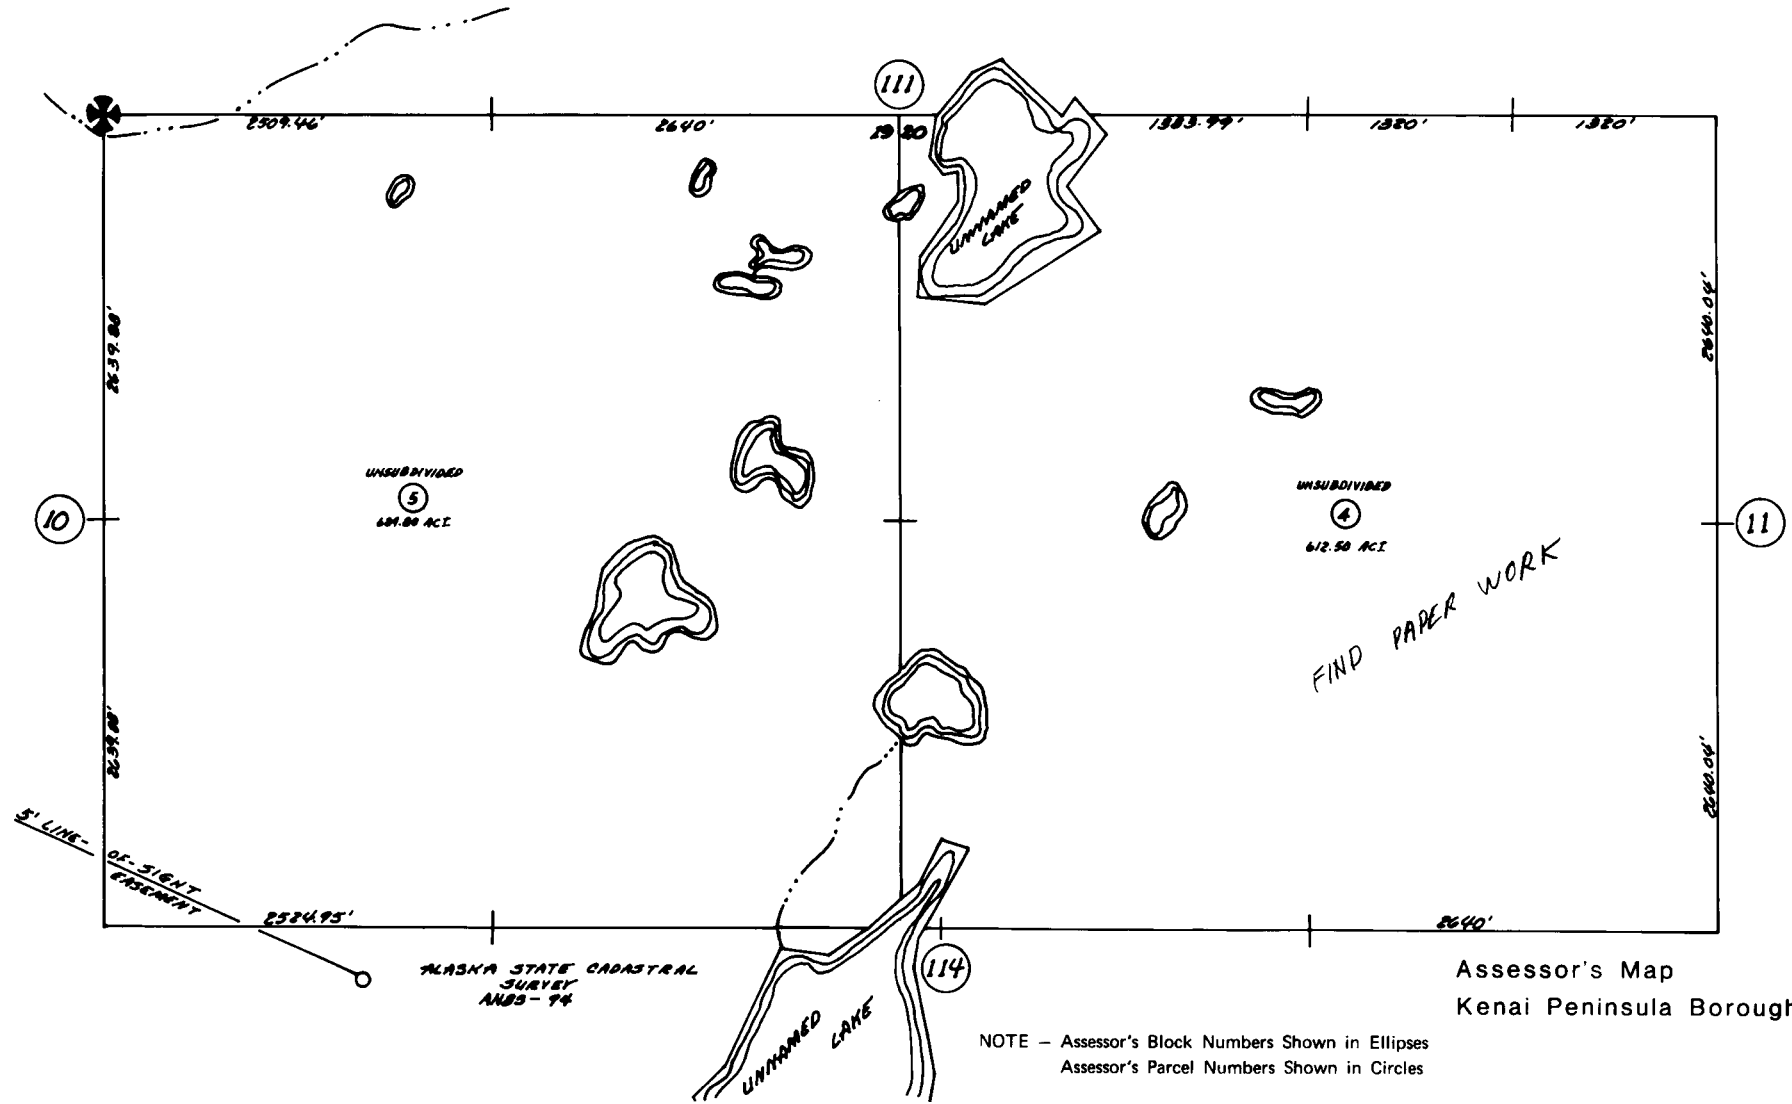 111
2509.46'
2640'
19 20
1383.99'
1320'
1320'
UNNAMED
LAKE
2639.88'
2640.04'
UNSUBDIVIDED
5
10
UNSUBDIVIDED
4
612.50 AC±
11
FIND PAPER WORK
2639.88'
2640.04'
5' LINE-
OF-SIGHT
EASEMENT
2524.95'
2640'
ALASKA STATE CADASTRAL
SURVEY
114
UNNAMED
LAKE
Assessor's Map
Kenai Peninsula Borough
NOTE – Assessor's Block Numbers Shown in Ellipses
Assessor's Parcel Numbers Shown in Circles